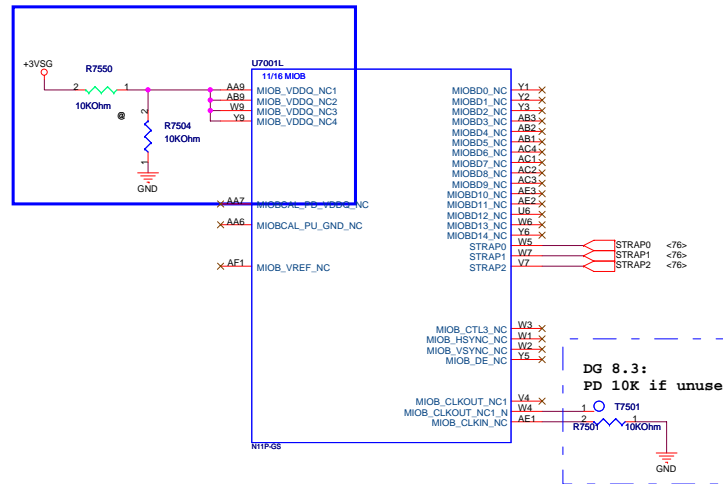 U7001L
11/16 MIOB
+3VSG
R7550
2
1
10KOhm
@
2
R7504
10KOhm
1
GND
AA9 MIOB_VDDQ_NC1
AB9 MIOB_VDDQ_NC2
W9 MIOB_VDDQ_NC3
Y9 MIOB_VDDQ_NC4
AA7 MIOBCAL_PD_VDDQ_NC
AA6 MIOBCAL_PU_GND_NC
AF1 MIOB_VREF_NC
MIOBD0_NC Y1
MIOBD1_NC Y2
MIOBD2_NC Y3
MIOBD3_NC AB3
MIOBD4_NC AB2
MIOBD5_NC AB1
MIOBD6_NC AC4
MIOBD7_NC AC1
MIOBD8_NC AC2
MIOBD9_NC AC3
MIOBD10_NC AE3
MIOBD11_NC AE2
MIOBD12_NC U6
MIOBD13_NC W6
MIOBD14_NC Y6
STRAP0 W5 STRAP0 <76>
STRAP1 W7 STRAP1 <76>
STRAP2 V7 STRAP2 <76>
MIOB_CTL3_NC W3
MIOB_HSYNC_NC W1
MIOB_VSYNC_NC W2
MIOB_DE_NC Y5
MIOB_CLKOUT_NC1 V4
MIOB_CLKOUT_NC1_N W4
MIOB_CLKIN_NC AE1
N11P-GS
DG 8.3:
PD 10K if unuse
1 T7501
2 1
R7501 10KOhm
GND